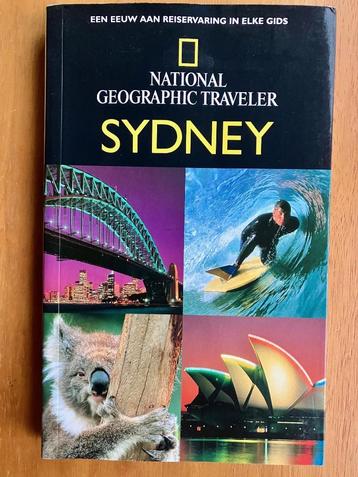 EEN EEUW AAN REISERVARING IN ELKE GIDS
NATIONAL
GEOGRAPHIC TRAVELER
SYDNEY